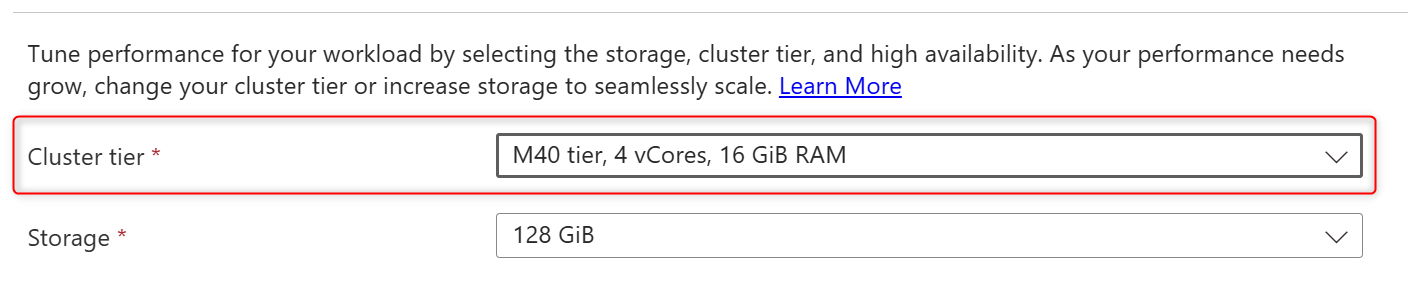 Tune performance for your workload by selecting the storage, cluster tier, and high availability. As your performance needs
grow, change your cluster tier or increase storage to seamlessly scale. Learn More
Cluster tier *
M40 tier, 4 vCores, 16 GiB RAM
Storage *
128 GiB